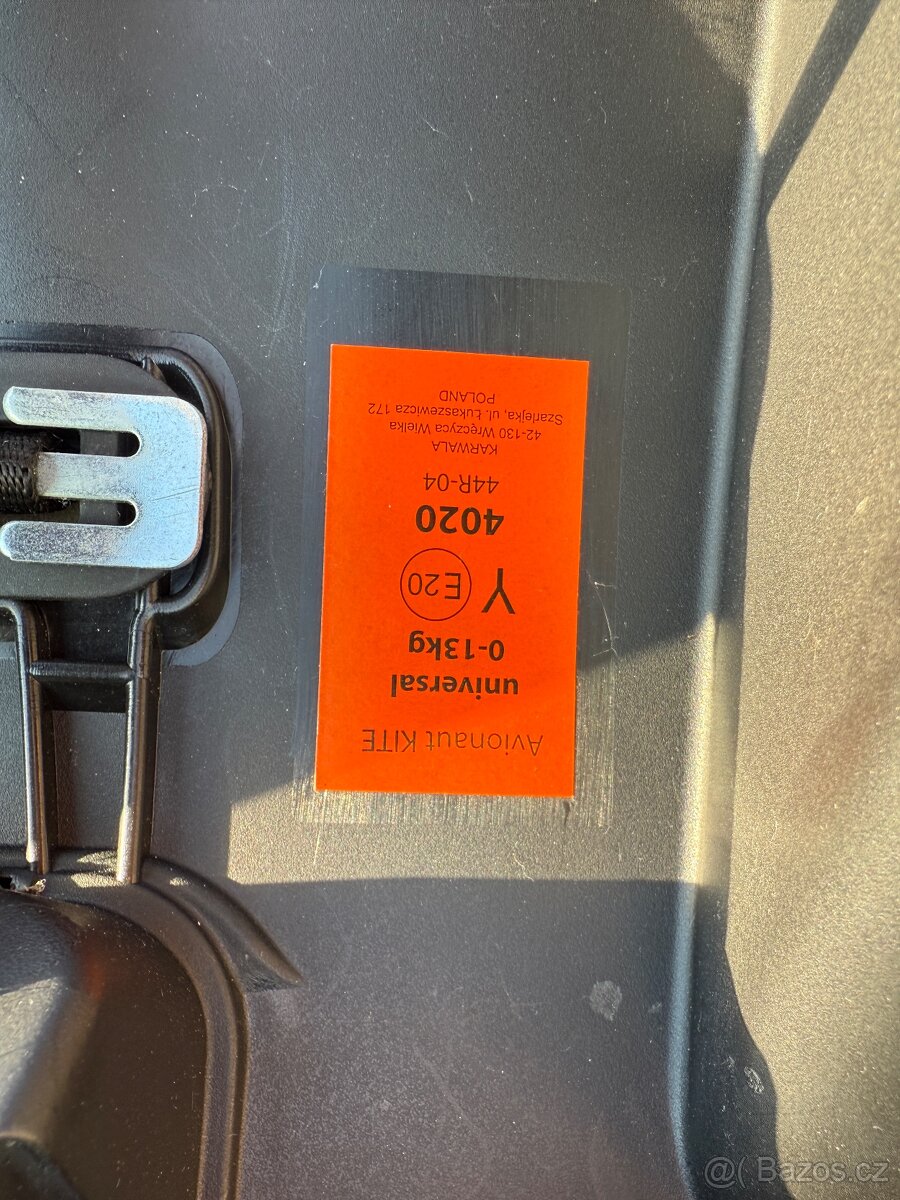 Avionaut KITE
universal
0-13kg
Y E20
4020
44R-04
KARWALA
42-130 Wręczyca Wielka
Szarlejka, ul. Łukaszewicza 172
POLAND
@( Bazos.cz